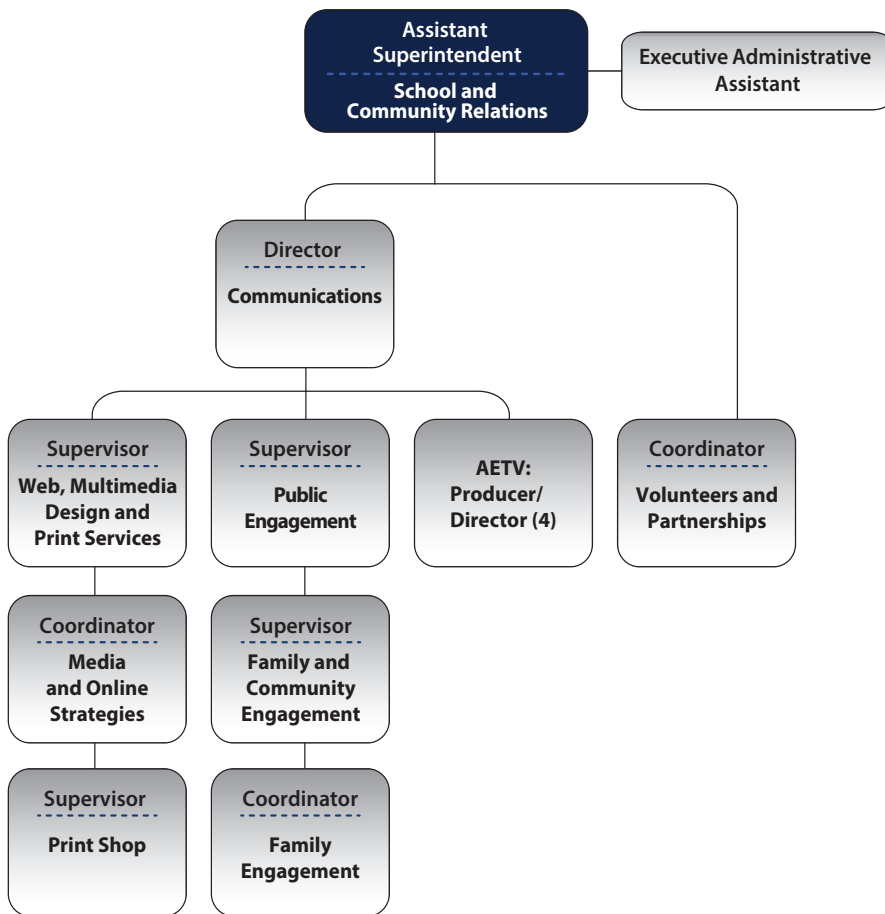 Assistant
Superintendent
School and
Community Relations
Executive Administrative
Assistant
Director
Communications
Supervisor
Web, Multimedia
Design and
Print Services
Supervisor
Public
Engagement
AETV:
Producer/
Director (4)
Coordinator
Volunteers and
Partnerships
Coordinator
Media
and Online
Strategies
Supervisor
Family and
Community
Engagement
Supervisor
Print Shop
Coordinator
Family
Engagement